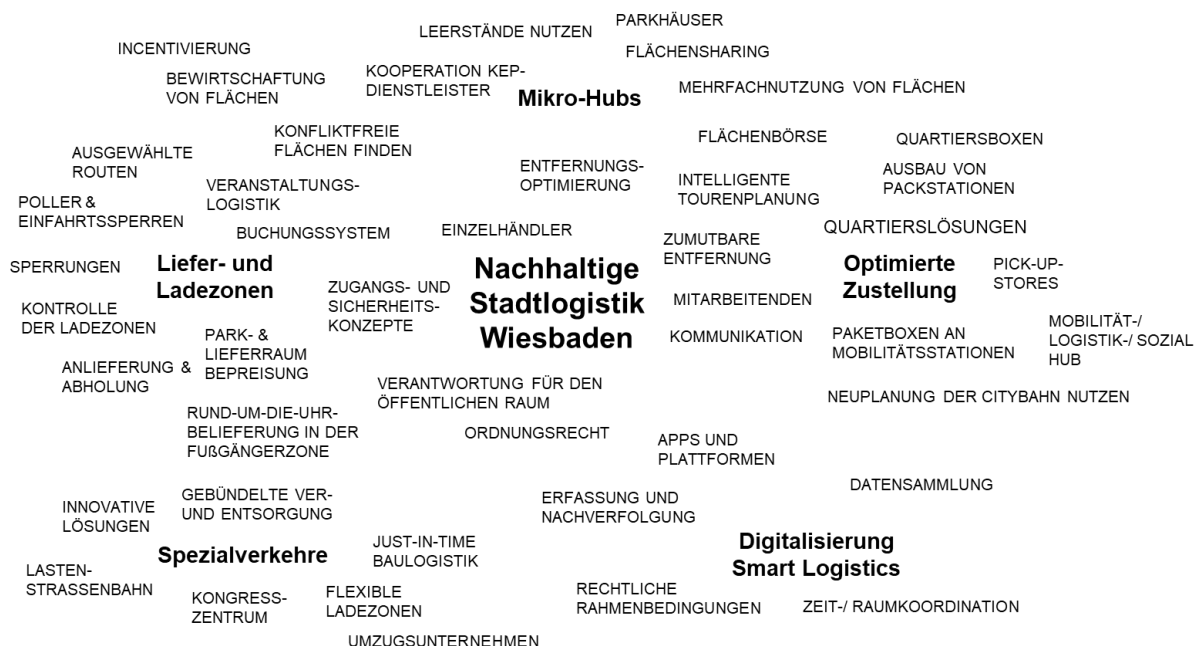 PARKHÄUSER
LEERSTÄNDE NUTZEN
INCENTIVIERUNG
FLÄCHENSHARING
BEWIRTSCHAFTUNG
VON FLÄCHEN
KOOPERATION KEP-
DIENSTLEISTER
Mikro-Hubs
MEHRFACHNUTZUNG VON FLÄCHEN
KONFLIKTFREIE
FLÄCHEN FINDEN
FLÄCHENBÖRSE
QUARTIERSBOXEN
AUSGEWÄHLTE
ROUTEN
ENTFERNUNGS-
OPTIMIERUNG
INTELLIGENTE
TOURENPLANUNG
AUSBAU VON
PACKSTATIONEN
VERANSTALTUNGS-
LOGISTIK
POLLER &
EINFAHRTSSPERREN
BUCHUNGSSYSTEM
EINZELHÄNDLER
QUARTIERSLÖSUNGEN
ZUMUTBARE
ENTFERNUNG
SPERRUNGEN
Liefer- und
Ladezonen
Nachhaltige
Stadtlogistik
Wiesbaden
Optimierte
Zustellung
PICK-UP-
STORES
ZUGANGS- UND
SICHERHEITS-
KONZEPTE
MITARBEITENDEN
KONTROLLE
DER LADEZONEN
KOMMUNIKATION
PAKETBOXEN AN
MOBILITÄTSSTATIONEN
MOBILITÄT-/
LOGISTIK-/ SOZIAL
HUB
PARK- &
LIEFERRAUM
BEPREISUNG
ANLIEFERUNG &
ABHOLUNG
VERANTWORTUNG FÜR DEN
ÖFFENTLICHEN RAUM
NEUPLANUNG DER CITYBAHN NUTZEN
RUND-UM-DIE-UHR-
BELIEFERUNG IN DER
FUßGÄNGERZONE
ORDNUNGSRECHT
APPS UND
PLATTFORMEN
DATENSAMMLUNG
INNOVATIVE
LÖSUNGEN
GEBÜNDELTE VER-
UND ENTSORGUNG
ERFASSUNG UND
NACHVERFOLGUNG
Spezialverkehre
JUST-IN-TIME
BAULOGISTIK
Digitalisierung
Smart Logistics
LASTEN-
STRASSENBAHN
KONGRESS-
ZENTRUM
FLEXIBLE
LADEZONEN
RECHTLICHE
RAHMENBEDINGUNGEN
ZEIT-/ RAUMKOORDINATION
UMZUGSUNTERNEHMEN